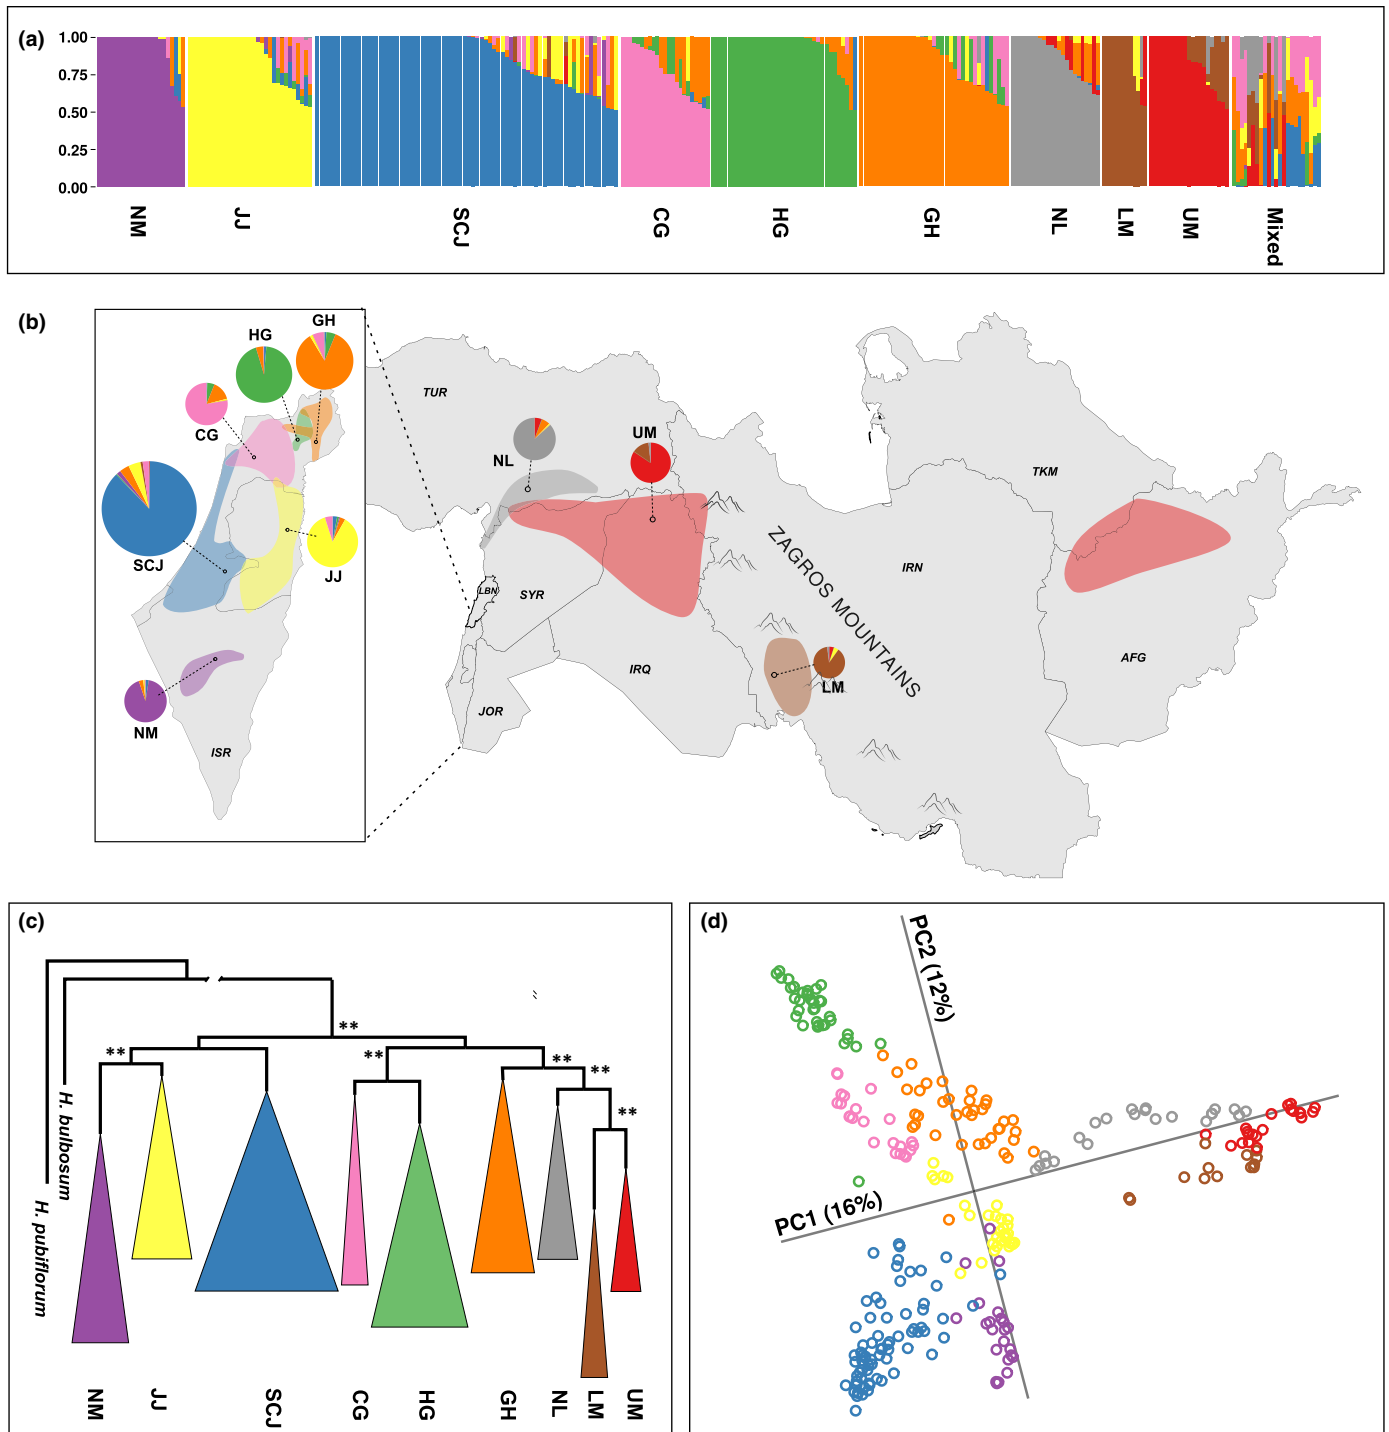 (a)
1.00
0.75
0.50
0.25
0.00
NM
JJ
SCJ
CG
HG
GH
NL
LM
UM
Mixed
(b)
GH
HG
CG
SCJ
JJ
NM
ISR
TUR
NL
UM
TKM
ZAGROS MOUNTAINS
IRN
LBN
SYR
IRQ
LM
AFG
JOR
(c)
**
**
**
**
**
**
H. bulbosum
H. pubiflorum
NM
JJ
SCJ
CG
HG
GH
NL
LM
UM
(d)
PC2 (12%)
PC1 (16%)